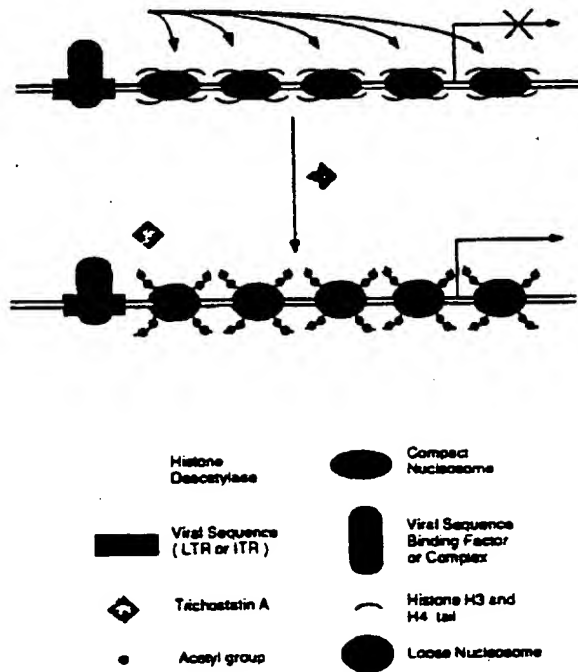 Histone
Deacetylase
Compact
Nucleosome
Viral Sequence
( LTR or ITR )
Viral Sequence
Binding Factor
or Complex
Trichostatin A
Histone H3 and
H4 tail
Acetyl group
Loose Nucleosome